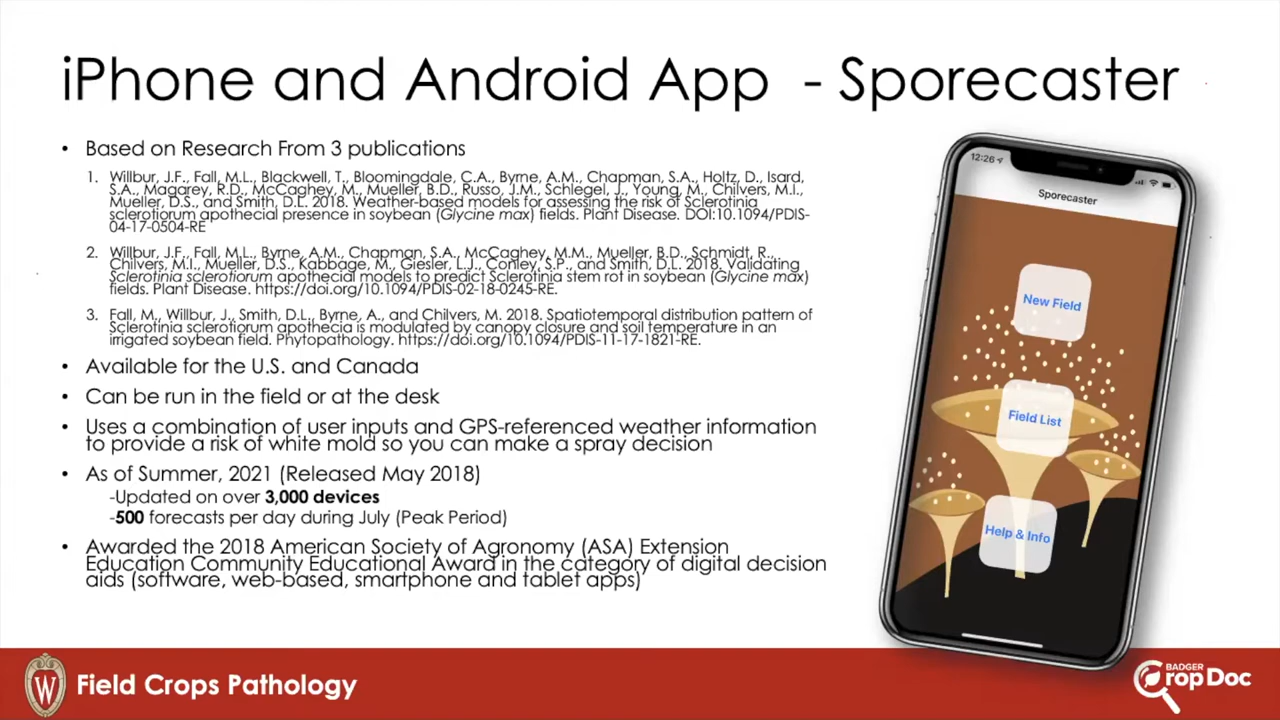 iPhone and Android App - Sporecaster
• Based on Research From 3 publications
1. Willbur, J.F., Fall, M.L., Blackwell, T., Bloomingdale, C.A., Byrne, A.M., Chapman, S.A., Holtz, D., Isard,
S.A., Magarey, R.D., McCaghey, M., Mueller, B.D., Russo, J.M., Schlegel, J., Young, M., Chilvers, M.I.,
Mueller, D.S., and Smith, D.L. 2018. Weather-based models for assessing the risk of Sclerotinia
sclerotiorum apothecial presence in soybean (Glycine max) fields. Plant Disease. DOI:10.1094/PDIS-
04-17-0504-RE
2. Willbur, J.F., Fall, M.L., Byrne, A.M., Chapman, S.A., McCaghey, M.M., Mueller, B.D., Schmidt, R.,
Chilvers, M.I., Mueller, D.S., Kabbage, M., Giesler, L.J., Conley, S.P., and Smith, D.L. 2018. Validating
Sclerotinia sclerotiorum apothecial models to predict Sclerotinia stem rot in soybean (Glycine max)
fields. Plant Disease. https://doi.org/10.1094/PDIS-02-18-0245-RE.
3. Fall, M., Willbur, J., Smith, D.L., Byrne, A., and Chilvers, M. 2018. Spatiotemporal distribution pattern of
Sclerotinia sclerotiorum apothecia is modulated by canopy closure and soil temperature in an
irrigated soybean field. Phytopathology. https://doi.org/10.1094/PDIS-11-17-1821-RE.
• Available for the U.S. and Canada
• Can be run in the field or at the desk
• Uses a combination of user inputs and GPS-referenced weather information
to provide a risk of white mold so you can make a spray decision
• As of Summer, 2021 (Released May 2018)
-Updated on over 3,000 devices
-500 forecasts per day during July (Peak Period)
• Awarded the 2018 American Society of Agronomy (ASA) Extension
Education Community Educational Award in the category of digital decision
aids (software, web-based, smartphone and tablet apps)
12:26
Sporecaster
New Field
Field List
Help & Info
W
Field Crops Pathology
BADGER
Crop Doc